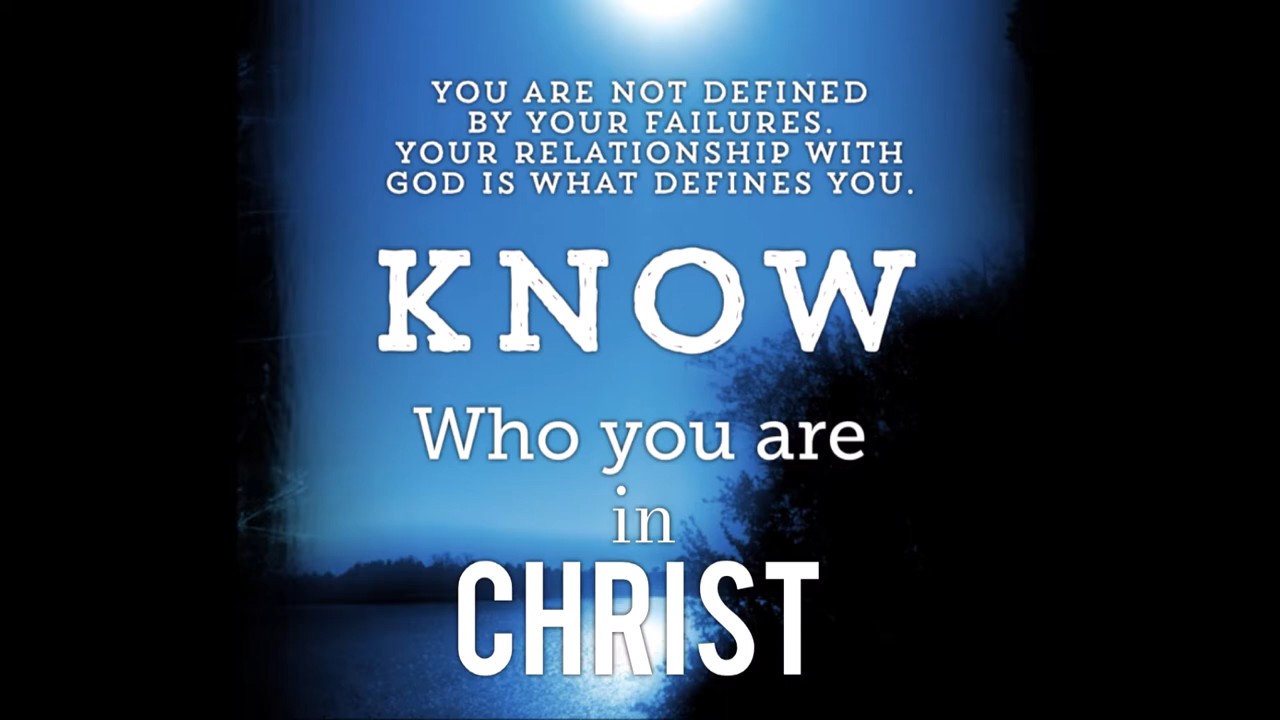 YOU ARE NOT DEFINED
BY YOUR FAILURES.
YOUR RELATIONSHIP WITH
GOD IS WHAT DEFINES YOU.
KNOW
Who you are
in
CHRIST